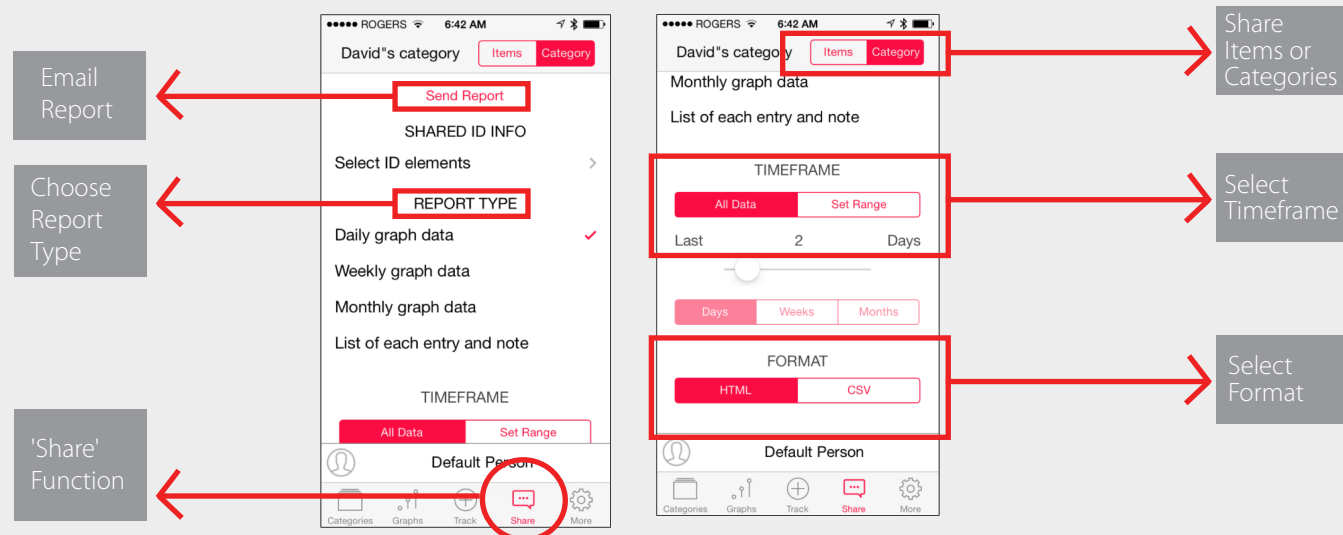 Email
Report
Choose
Report
Type
'Share'
Function
ROGERS 6:42 AM
David"s category Items Category
Send Report
SHARED ID INFO
Select ID elements
REPORT TYPE
Daily graph data
Weekly graph data
Monthly graph data
List of each entry and note
TIMEFRAME
All Data Set Range
Default Person
Categories Graphs Track Share More
ROGERS 6:42 AM
David"s category Items Category
Monthly graph data
List of each entry and note
TIMEFRAME
All Data Set Range
Last 2 Days
Days Weeks Months
FORMAT
HTML CSV
Default Person
Categories Graphs Track Share More
Share
Items or
Categories
Select
Timeframe
Select
Format